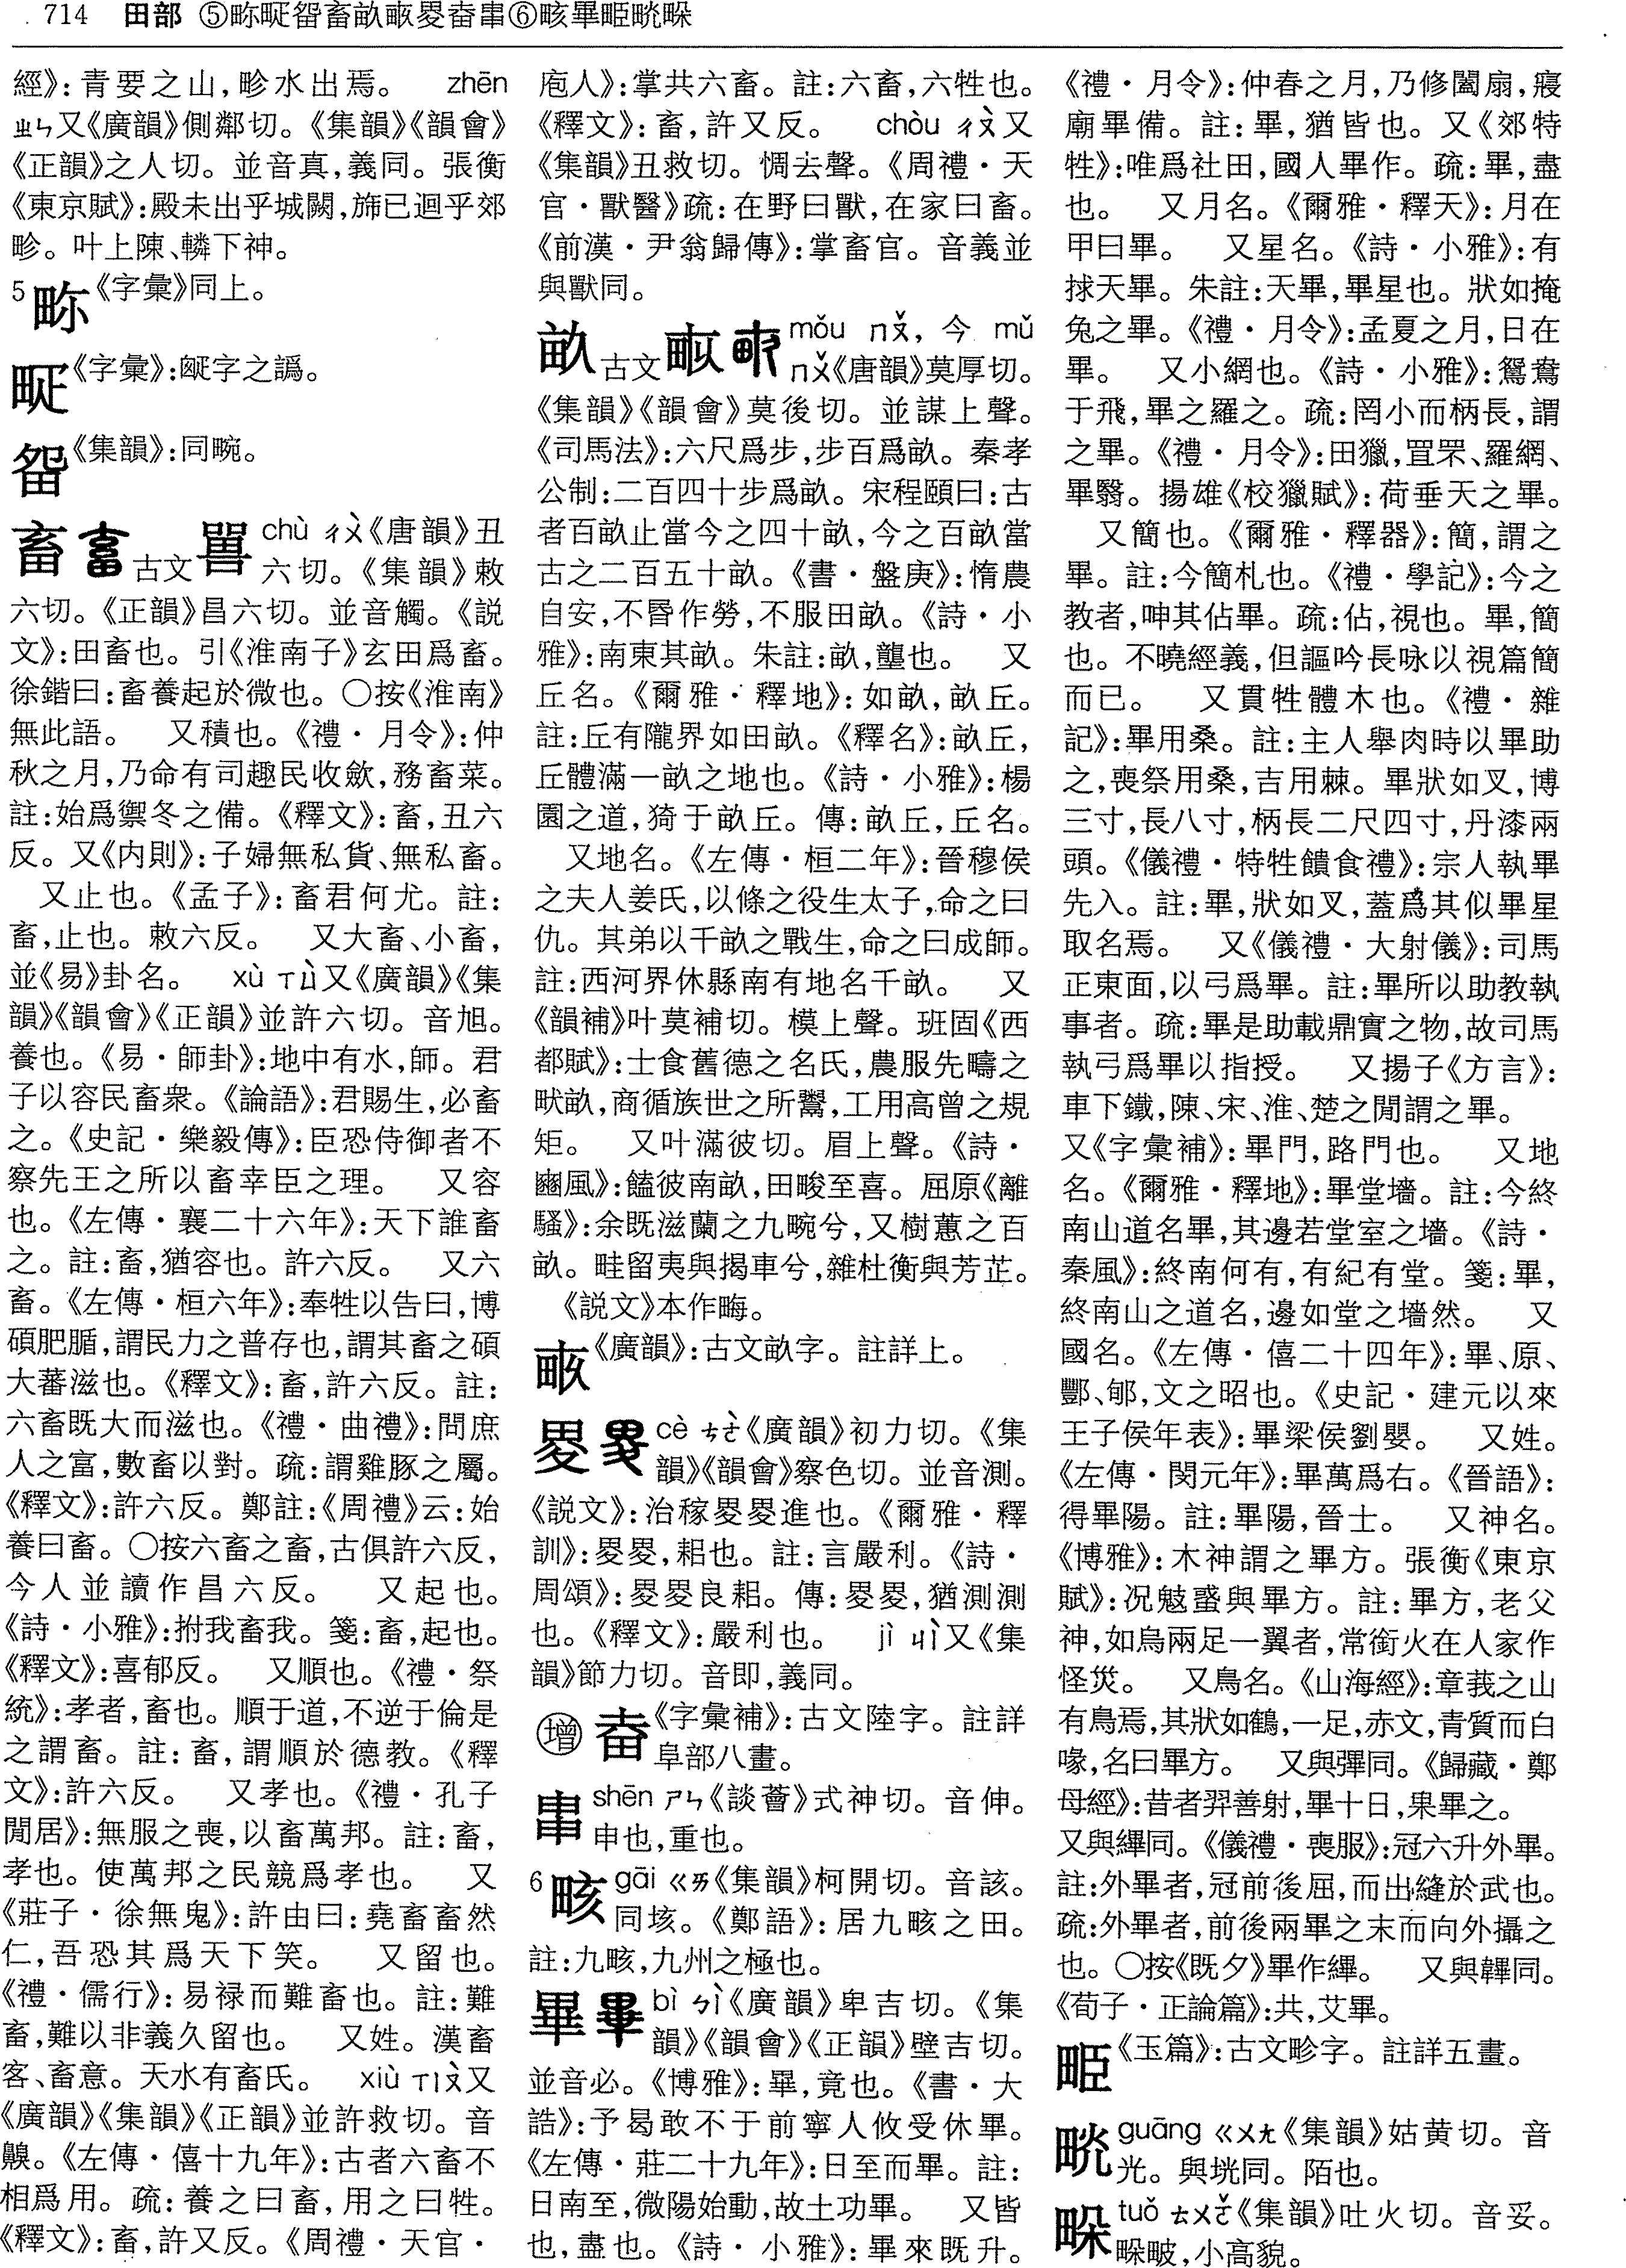 714 田部 ⑤畂㽟㽜畜畝畞畟𤰫𤰶⑥畡畢𤱽㽠㽠
經》:青要之山,畛水出焉。 zhēn
ㄓㄣ又《廣韻》側鄰切。《集韻》《韻會》
《正韻》之人切。並音真,義同。張衡
《東京賦》:殿未出乎城闕,旆已迴乎郊
畛。叶上陳、轔下神。
5 《字彙》同上。
《字彙》:㽟字之譌。
《集韻》:同畹。
畜 古文 chù ㄔㄨˋ《唐韻》丑
六切。《集韻》敕
六切。《正韻》昌六切。並音觸。《説
文》:田畜也。引《淮南子》玄田爲畜。
徐鍇曰:畜養起於微也。〇按《淮南》
無此語。 又積也。《禮·月令》:仲
秋之月,乃命有司趣民收斂,務畜菜。
註:始爲禦冬之備。《釋文》:畜,丑六
反。又《内則》:子婦無私貨、無私畜。
又止也。《孟子》:畜君何尤。註:
畜,止也。敕六反。 又大畜、小畜,
並《易》卦名。 xù ㄒㄩˋ又《廣韻》《集
韻》《韻會》《正韻》並許六切。音旭。
養也。《易·師卦》:地中有水,師。君
子以容民畜衆。《論語》:君賜生,必畜
之。《史記·樂毅傳》:臣恐侍御者不
察先王之所以畜幸臣之理。 又容
也。《左傳·襄二十六年》:天下誰畜
之。註:畜,猶容也。許六反。 又六
畜。《左傳·桓六年》:奉牲以告曰,博
碩肥腯,謂民力之普存也,謂其畜之碩
大蕃滋也。《釋文》:畜,許六反。註:
六畜既大而滋也。《禮·曲禮》:問庶
人之富,數畜以對。疏:謂雞豚之屬。
《釋文》:許六反。鄭註:《周禮》云:始
養曰畜。〇按六畜之畜,古俱許六反,
今人並讀作昌六反。 又起也。
《詩·小雅》:拊我畜我。箋:畜,起也。
《釋文》:喜郁反。 又順也。《禮·祭
統》:孝者,畜也。順于道,不逆于倫是
之謂畜。註:畜,謂順於德教。《釋
文》:許六反。 又孝也。《禮·孔子
閒居》:無服之喪,以畜萬邦。註:畜,
孝也。使萬邦之民競爲孝也。 又
《莊子·徐無鬼》:許由曰:堯畜畜然
仁,吾恐其爲天下笑。 又留也。
《禮·儒行》:易禄而難畜也。註:難
畜,難以非義久留也。 又姓。漢畜
客、畜意。天水有畜氏。 xiù ㄒㄧㄡˋ又
《廣韻》《集韻》《正韻》並許救切。音
齅。《左傳·僖十九年》:古者六畜不
相爲用。疏:養之曰畜,用之曰牲。
《釋文》:畜,許又反。《周禮·天官·
庖人》:掌共六畜。註:六畜,六牲也。
《釋文》:畜,許又反。 chòu ㄔㄡˋ又
《集韻》丑救切。惆去聲。《周禮·天
官·獸醫》疏:在野曰獸,在家曰畜。
《前漢·尹翁歸傳》:掌畜官。音義並
與獸同。
畝 古文 mǒu ㄇㄡˇ,今 mǔ
ㄇㄨˇ《唐韻》莫厚切。
《集韻》《韻會》莫後切。並謀上聲。
《司馬法》:六尺爲步,步百爲畝。秦孝
公制:二百四十步爲畝。宋程頤曰:古
者百畝止當今之四十畝,今之百畝當
古之二百五十畝。《書·盤庚》:惰農
自安,不昬作勞,不服田畝。《詩·小
雅》:南東其畝。朱註:畝,壟也。 又
丘名。《爾雅·釋地》:如畝,畝丘。
註:丘有隴界如田畝。《釋名》:畝丘,
丘體滿一畝之地也。《詩·小雅》:楊
園之道,猗于畝丘。傳:畝丘,丘名。
又地名。《左傳·桓二年》:晉穆侯
之夫人姜氏,以條之役生太子,命之曰
仇。其弟以千畝之戰生,命之曰成師。
註:西河界休縣南有地名千畝。 又
《韻補》叶莫補切。模上聲。班固《西
都賦》:士食舊德之名氏,農服先疇之
畎畝,商循族世之所鬻,工用高曾之規
矩。 又叶滿彼切。眉上聲。《詩·
豳風》:饁彼南畝,田畯至喜。屈原《離
騷》:余既滋蘭之九畹兮,又樹蕙之百
畝。畦留夷與揭車兮,雜杜衡與芳芷。
《説文》本作畮。
畞 《廣韻》:古文畝字。註詳上。
畟 cè ㄘㄜˋ《廣韻》初力切。《集
韻》《韻會》察色切。並音測。
《説文》:治稼畟畟進也。《爾雅·釋
訓》:畟畟,耜也。註:言嚴利。《詩·
周頌》:畟畟良耜。傳:畟畟,猶測測
也。《釋文》:嚴利也。 jì ㄐㄧˋ又《集
韻》節力切。音即,義同。
增 《字彙補》:古文陸字。註詳
阜部八畫。
shēn ㄕㄣ《談薈》式神切。音伸。
申也,重也。
6 畡 gāi ㄍㄞ《集韻》柯開切。音該。
同垓。《鄭語》:居九畡之田。
註:九畡,九州之極也。
畢 bì ㄅㄧˋ《廣韻》卑吉切。《集
韻》《韻會》《正韻》壁吉切。
並音必。《博雅》:畢,竟也。《書·大
誥》:予曷敢不于前寧人攸受休畢。
《左傳·莊二十九年》:日至而畢。註:
日南至,微陽始動,故土功畢。 又皆
也,盡也。《詩·小雅》:畢來既升。
《禮·月令》:仲春之月,乃修闔扇,寢
廟畢備。註:畢,猶皆也。又《郊特
牲》:唯爲社田,國人畢作。疏:畢,盡
也。 又月名。《爾雅·釋天》:月在
甲曰畢。 又星名。《詩·小雅》:有
捄天畢。朱註:天畢,畢星也。狀如掩
兔之畢。《禮·月令》:孟夏之月,日在
畢。 又小網也。《詩·小雅》:鴛鴦
于飛,畢之羅之。疏:罔小而柄長,謂
之畢。《禮·月令》:田獵,罝罘、羅網、
畢翳。揚雄《校獵賦》:荷垂天之畢。
又簡也。《爾雅·釋器》:簡,謂之
畢。註:今簡札也。《禮·學記》:今之
教者,呻其佔畢。疏:佔,視也。畢,簡
也。不曉經義,但謳吟長咏以視篇簡
而已。 又貫牲體木也。《禮·雜
記》:畢用桑。註:主人舉肉時以畢助
之,喪祭用桑,吉用棘。畢狀如叉,博
三寸,長八寸,柄長二尺四寸,丹漆兩
頭。《儀禮·特牲饋食禮》:宗人執畢
先入。註:畢,狀如叉,蓋爲其似畢星
取名焉。 又《儀禮·大射儀》:司馬
正東面,以弓爲畢。註:畢所以助教執
事者。疏:畢是助載鼎實之物,故司馬
執弓爲畢以指授。 又揚子《方言》:
車下鐵,陳、宋、淮、楚之閒謂之畢。
又《字彙補》:畢門,路門也。 又地
名。《爾雅·釋地》:畢堂墻。註:今終
南山道名畢,其邊若堂室之墻。《詩·
秦風》:終南何有,有紀有堂。箋:畢,
終南山之道名,邊如堂之墻然。 又
國名。《左傳·僖二十四年》:畢、原、
酆、郇,文之昭也。《史記·建元以來
王子侯年表》:畢梁侯劉嬰。 又姓。
《左傳·閔元年》:畢萬爲右。《晉語》:
得畢陽。註:畢陽,晉士。 又神名。
《博雅》:木神謂之畢方。張衡《東京
賦》:況魃蜮與畢方。註:畢方,老父
神,如鳥兩足一翼者,常銜火在人家作
怪災。 又鳥名。《山海經》:章莪之山
有鳥焉,其狀如鶴,一足,赤文,青質而白
喙,名曰畢方。 又與彈同。《歸藏·鄭
母經》:昔者羿善射,畢十日,果畢之。
又與縪同。《儀禮·喪服》:冠六升外畢。
註:外畢者,冠前後屈,而出縫於武也。
疏:外畢者,前後兩畢之末而向外攝之
也。〇按《既夕》畢作縪。 又與韠同。
《荀子·正論篇》:共,艾畢。
《玉篇》:古文畛字。註詳五畫。
guāng ㄍㄨㄤ《集韻》姑黄切。音
光。與垙同。陌也。
tuǒ ㄊㄨㄛˇ《集韻》吐火切。音妥。
小高貌。